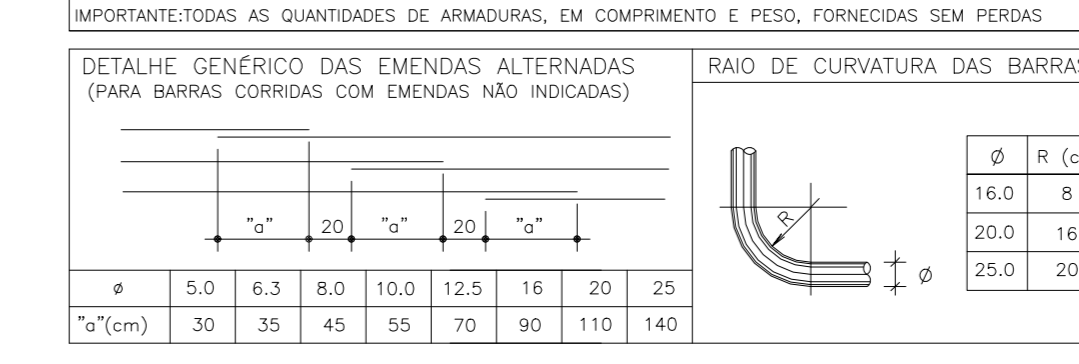 IMPORTANTE:TODAS AS QUANTIDADES DE ARMADURAS, EM COMPRIMENTO E PESO, FORNECIDAS SEM PERDAS
DETALHE GENÉRICO DAS EMENDAS ALTERNADAS
(PARA BARRAS CORRIDAS COM EMENDAS NÃO INDICADAS)
"a" 20 "a" 20 "a"
ø 5.0 6.3 8.0 10.0 12.5 16 20 25
"a"(cm) 30 35 45 55 70 90 110 140
RAIO DE CURVATURA DAS BARRAS
R
ø
Ø R (c
16.0 8
20.0 16
25.0 20